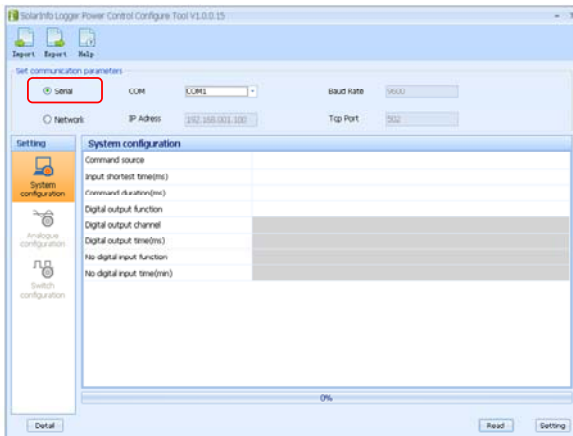 SolarInfo Logger Power Control Configure Tool V1.0.0.15
Import Export Help
Set communication parameters
Serial COM COM1 Baud Rate 9600
Network IP Adress 192.168.001.100 Tcp Port 502
Setting System configuration
Command source
Input shortest time(ms)
System configuration
Command duration(ms)
Digital output function
Digital output channel
Analogue configuration
Digital output time(ms)
No digital input function
No digital input time(min)
Switch configuration
0%
Detail Read Setting